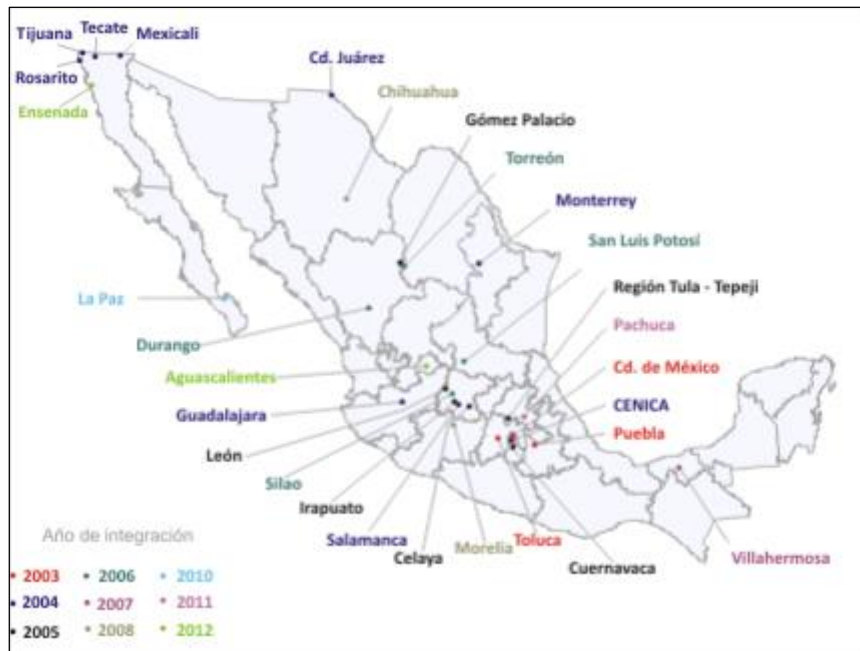 Tijuana
Tecate
Mexicali
Rosarito
Ensenada
Cd. Juárez
Chihuahua
Gómez Palacio
Torreón
Monterrey
San Luis Potosí
Región Tula - Tepeji
La Paz
Pachuca
Durango
Cd. de México
Aguascalientes
CENICA
Guadalajara
Puebla
León
Silao
Irapuato
Salamanca
Celaya
Morelia
Toluca
Cuernavaca
Villahermosa
Año de integración
2003
2006
2010
2004
2007
2011
2005
2008
2012